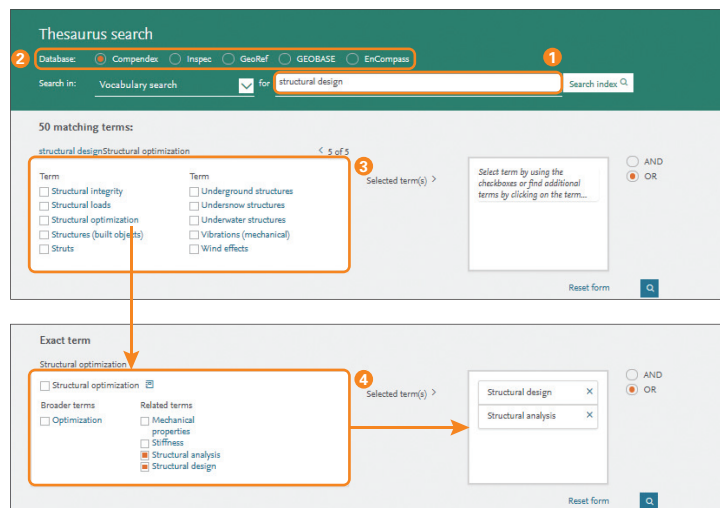 Thesaurus search
2 Database: Compendex Inspec GeoRef GEOBASE EnCompass 1
Search in: Vocabulary search for structural design Search index
50 matching terms:
structural designStructural optimization < 5 of 5
3
Term Term
Structural integrity Underground structures
Structural loads Undersnow structures
Structural optimization Underwater structures
Structures (built objects) Vibrations (mechanical)
Struts Wind effects
Selected term(s) >
Select term by using the
checkboxes or find additional
terms by clicking on the term...
AND
OR
Reset form
Exact term
Structural optimization
4
Structural optimization
Broader terms Related terms
Optimization Mechanical
properties
Stiffness
Structural analysis
Structural design
Selected term(s) >
Structural design ×
Structural analysis ×
AND
OR
Reset form